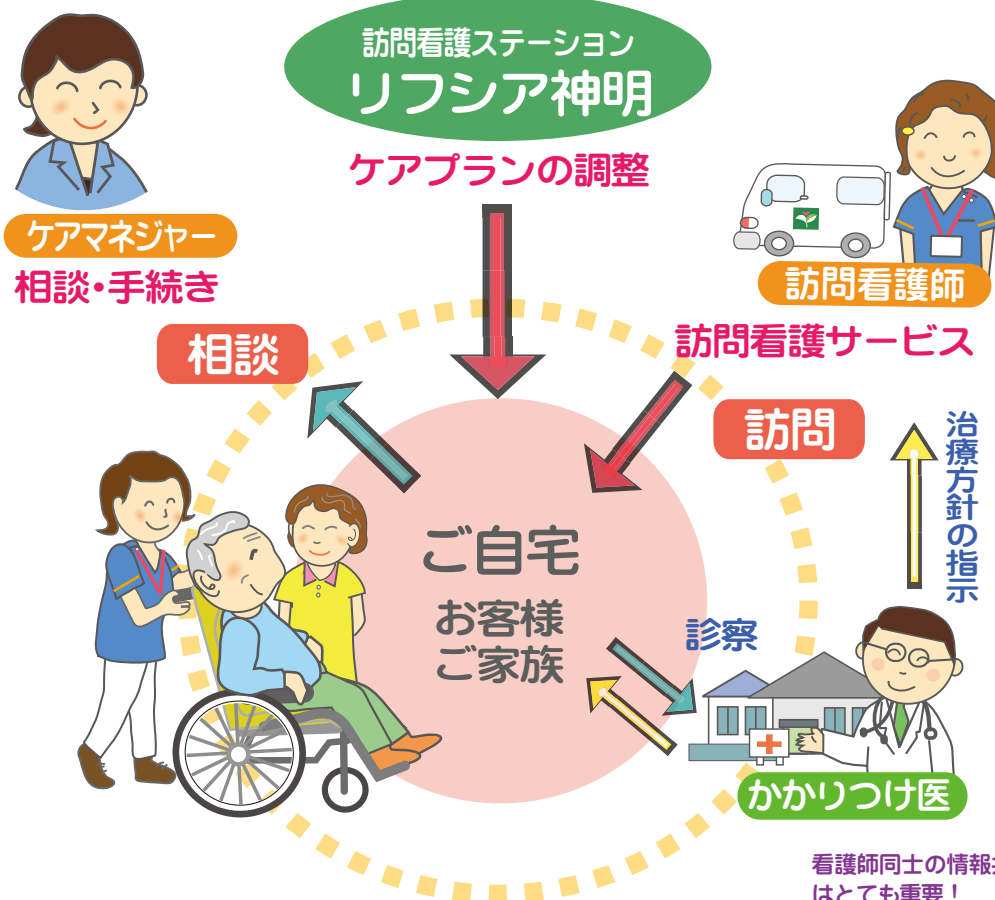 訪問看護ステーション
リフシア神明
ケアプランの調整
ケアマネジャー
相談・手続き
訪問看護師
訪問看護サービス
相談
訪問
治療方針の指示
ご自宅
お客様
ご家族
診察
かかりつけ医
看護師同士の情報
はとても重要！